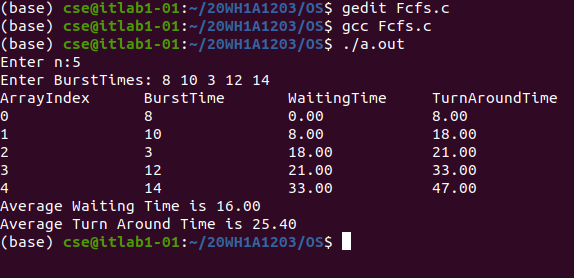 (base) cse@itlab1-01:~/20WH1A1203/OS$ gedit Fcfs.c
(base) cse@itlab1-01:~/20WH1A1203/OS$ gcc Fcfs.c
(base) cse@itlab1-01:~/20WH1A1203/OS$ ./a.out
Enter n:5
Enter BurstTimes: 8 10 3 12 14
ArrayIndex BurstTime WaitingTime TurnAroundTime
0 8 0.00 8.00
1 10 8.00 18.00
2 3 18.00 21.00
3 12 21.00 33.00
4 14 33.00 47.00
Average Waiting Time is 16.00
Average Turn Around Time is 25.40
(base) cse@itlab1-01:~/20WH1A1203/OS$